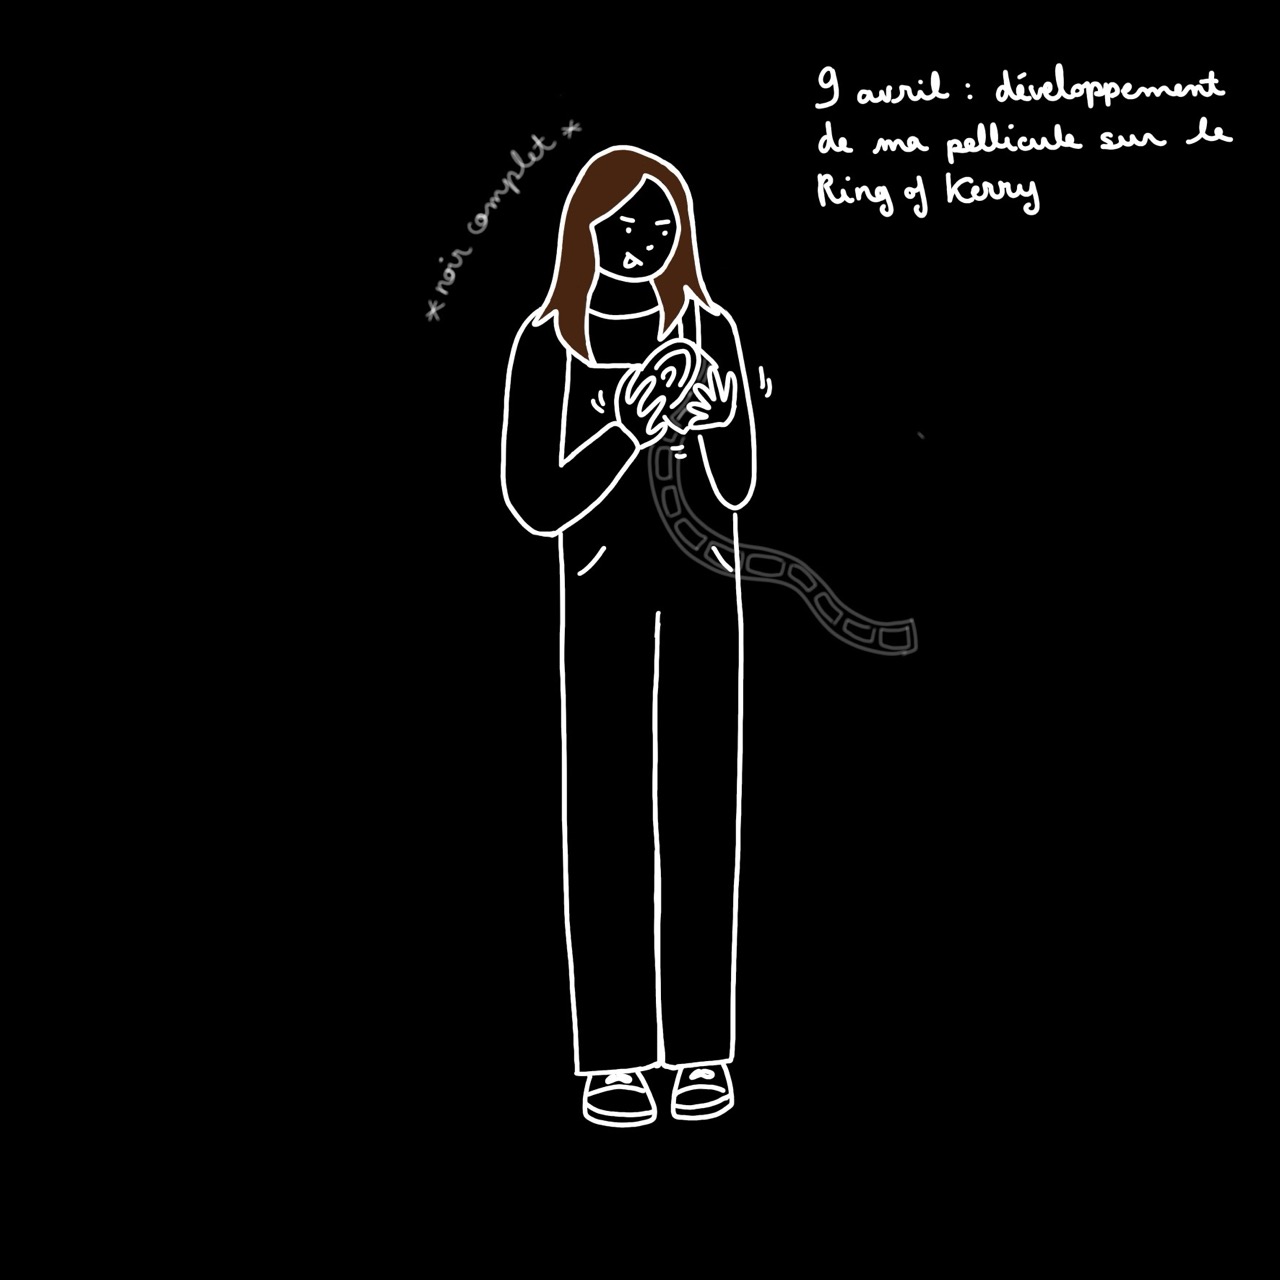 9 avril : développement
de ma pellicule sur le
Ring of Kerry
*noir complet*